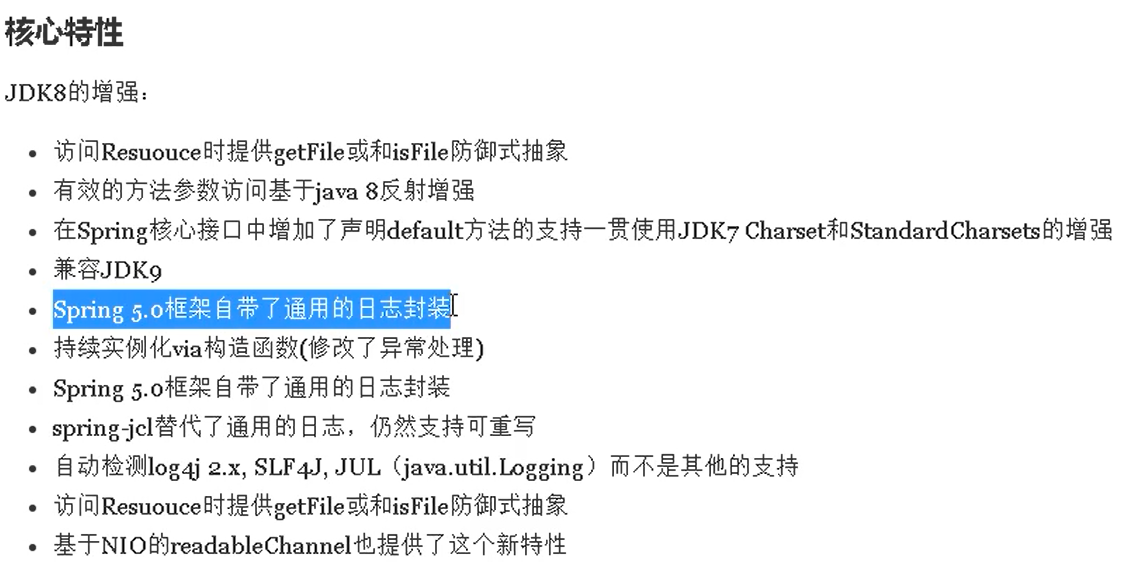 核心特性
JDK8的增强：
访问Resuouce时提供getFile或和isFile防御式抽象
有效的方法参数访问基于java 8反射增强
在Spring核心接口中增加了声明default方法的支持一贯使用JDK7 Charset和StandardCharsets的增强
兼容JDK9
Spring 5.0框架自带了通用的日志封装
持续实例化via构造函数(修改了异常处理)
Spring 5.0框架自带了通用的日志封装
spring-jcl替代了通用的日志，仍然支持可重写
自动检测log4j 2.x, SLF4J, JUL（java.util.Logging）而不是其他的支持
访问Resuouce时提供getFile或和isFile防御式抽象
基于NIO的readableChannel也提供了这个新特性